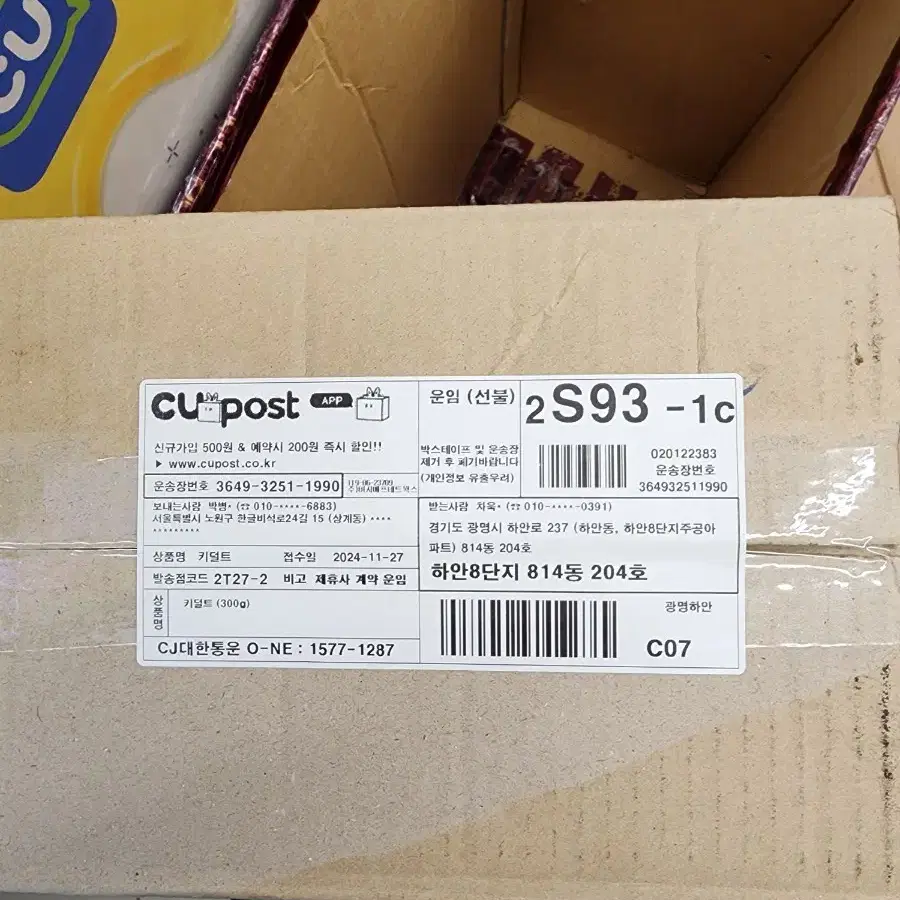 CU
CUpost APP
신규가입 500원 & 예약시 200원 즉시 할인!!
▶ www.cupost.co.kr
운송장번호 3649-3251-1990
보내는사람 박병* (☎ 010-****-6883)
서울특별시 노원구 한글비석로24길 15 (상계동) ****
*********
상품명 키덜트 접수일 2024-11-27
발송점코드 2T27-2 비고 제휴사 계약 운임
상품명
키덜트 (300g)
CJ대한통운 O-NE : 1577-1287
운임 (선불)
2S93 -1c
박스테이프 및 운송장
제거 후 폐기바랍니다
(개인정보 유출우려)
020122383
운송장번호
364932511990
받는사람 차욱* (☎ 010-****-0391)
경기도 광명시 하안로 237 (하안동, 하안8단지주공아
파트) 814동 204호
하안8단지 814동 204호
광명하안
C07